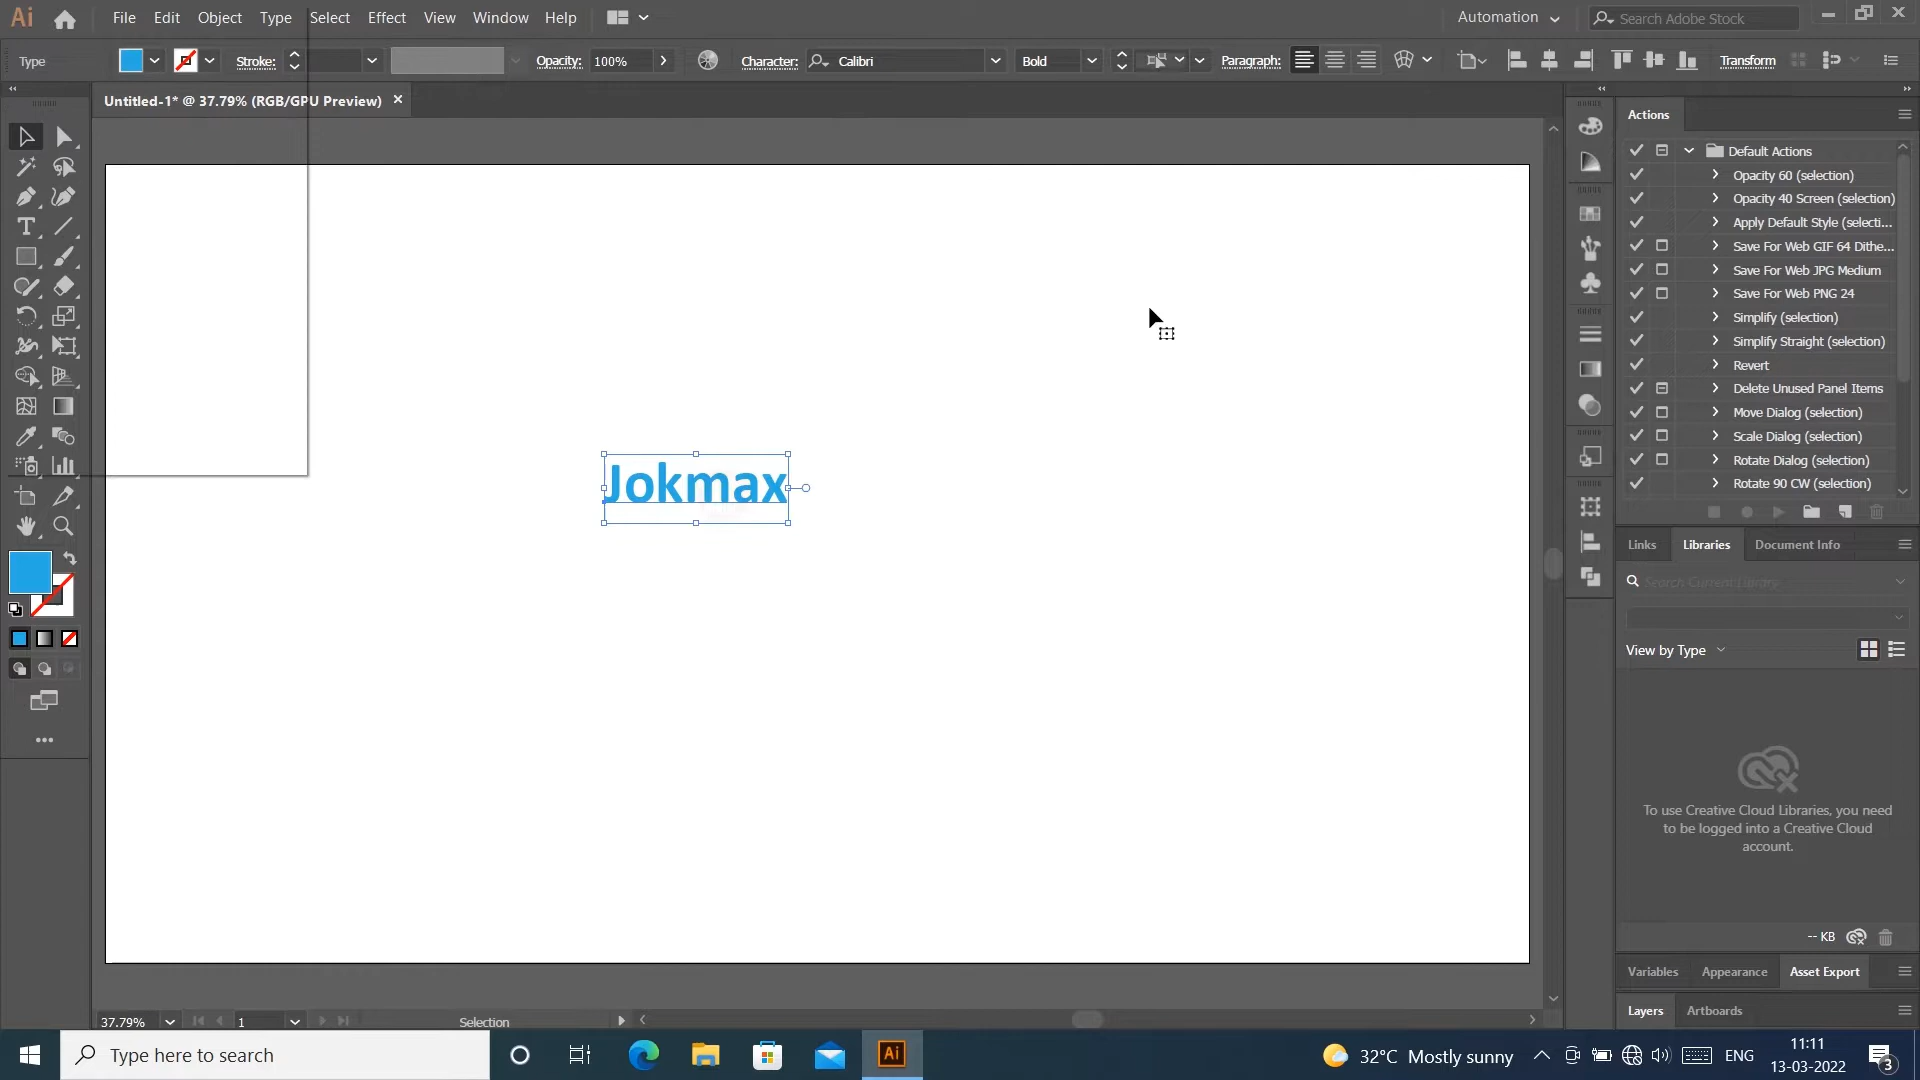 Ai File Edit Object Type Select Effect View Window Help Automation Search Adobe Stock
Type Stroke: Opacity: 100% Character: Calibri Bold Paragraph: Transform
Untitled-1* @ 37.79% (RGB/GPU Preview)
Actions
Default Actions
Opacity 60 (selection)
Opacity 40 Screen (selection)
Apply Default Style (selecti...
Save For Web GIF 64 Dithe...
Save For Web JPG Medium
Save For Web PNG 24
Simplify (selection)
Simplify Straight (selection)
Revert
Delete Unused Panel Items
Move Dialog (selection)
Scale Dialog (selection)
Rotate Dialog (selection)
Rotate 90 CW (selection)
Jokmax
Links Libraries Document Info
Search Current Library
View by Type
To use Creative Cloud Libraries, you need
to be logged into a Creative Cloud
account.
-- KB
Variables Appearance Asset Export
Layers Artboards
37.79% 1 Selection
Type here to search
Ai
32°C Mostly sunny
ENG
11:11
13-03-2022
3